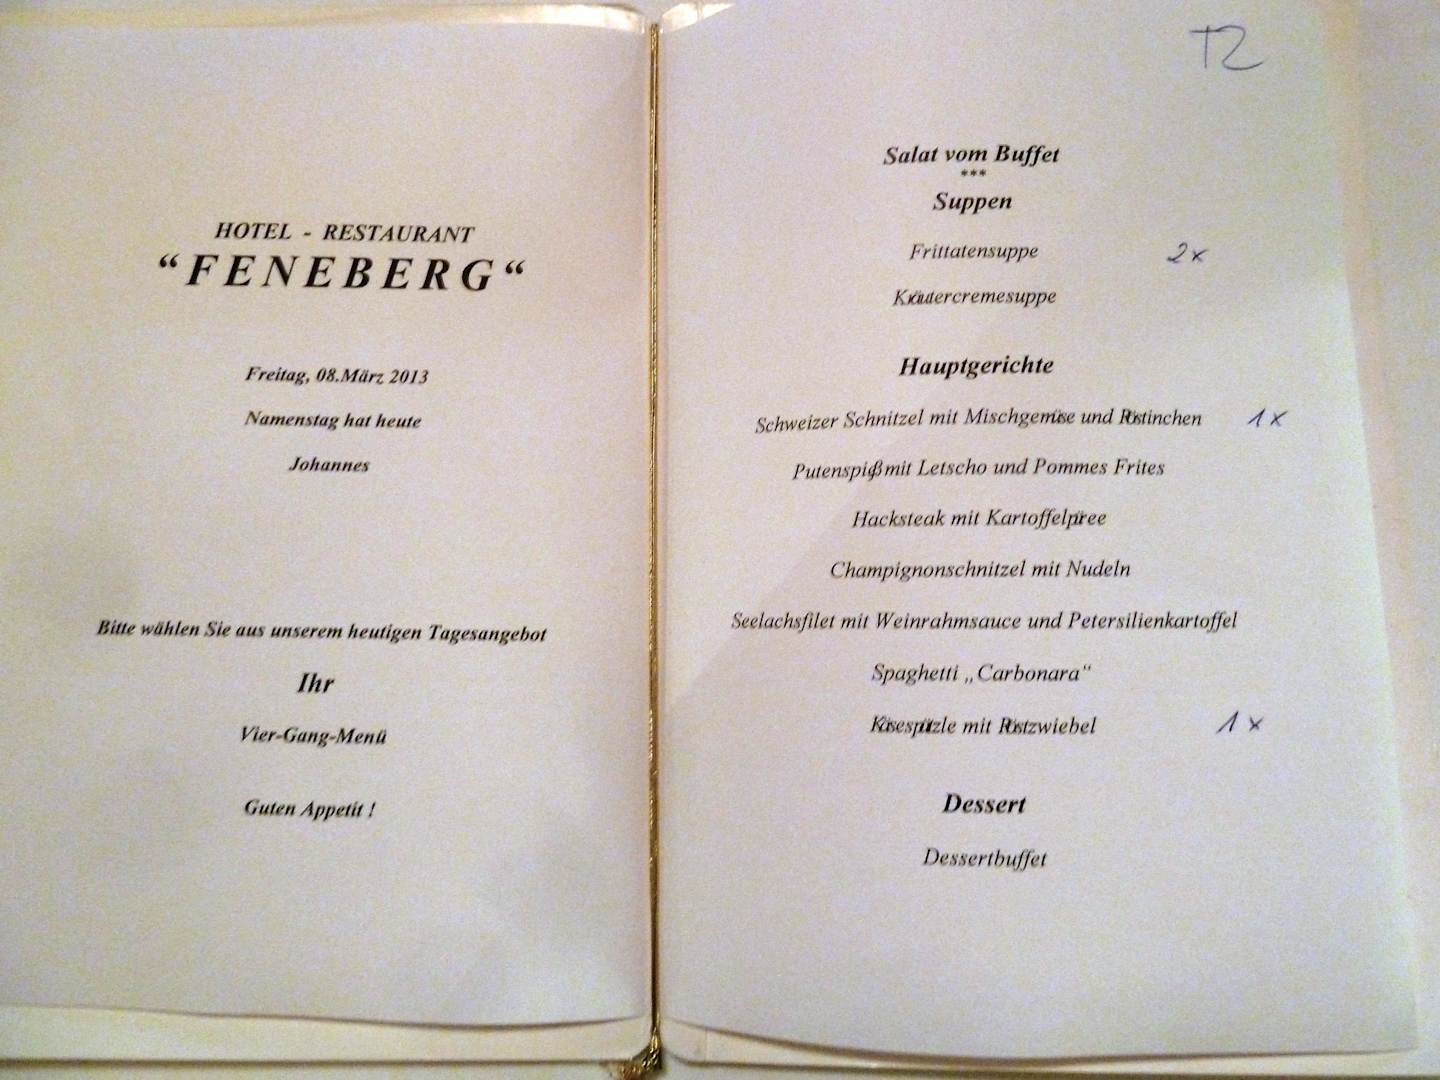 HOTEL - RESTAURANT
“FENEBERG“
Freitag, 08.März 2013
Namenstag hat heute
Johannes
Bitte wählen Sie aus unserem heutigen Tagesangebot
Ihr
Vier-Gang-Menü
Guten Appetit !
T2
Salat vom Buffet
***
Suppen
Frittatensuppe 2x
Kräutercremesuppe
Hauptgerichte
Schweizer Schnitzel mit Mischgemüse und Röstinchen 1x
Putenspieß mit Letscho und Pommes Frites
Hacksteak mit Kartoffelpüree
Champignonschnitzel mit Nudeln
Seelachsfilet mit Weinrahmsauce und Petersilienkartoffel
Spaghetti „Carbonara“
Käsespätzle mit Röstzwiebel 1x
Dessert
Dessertbuffet